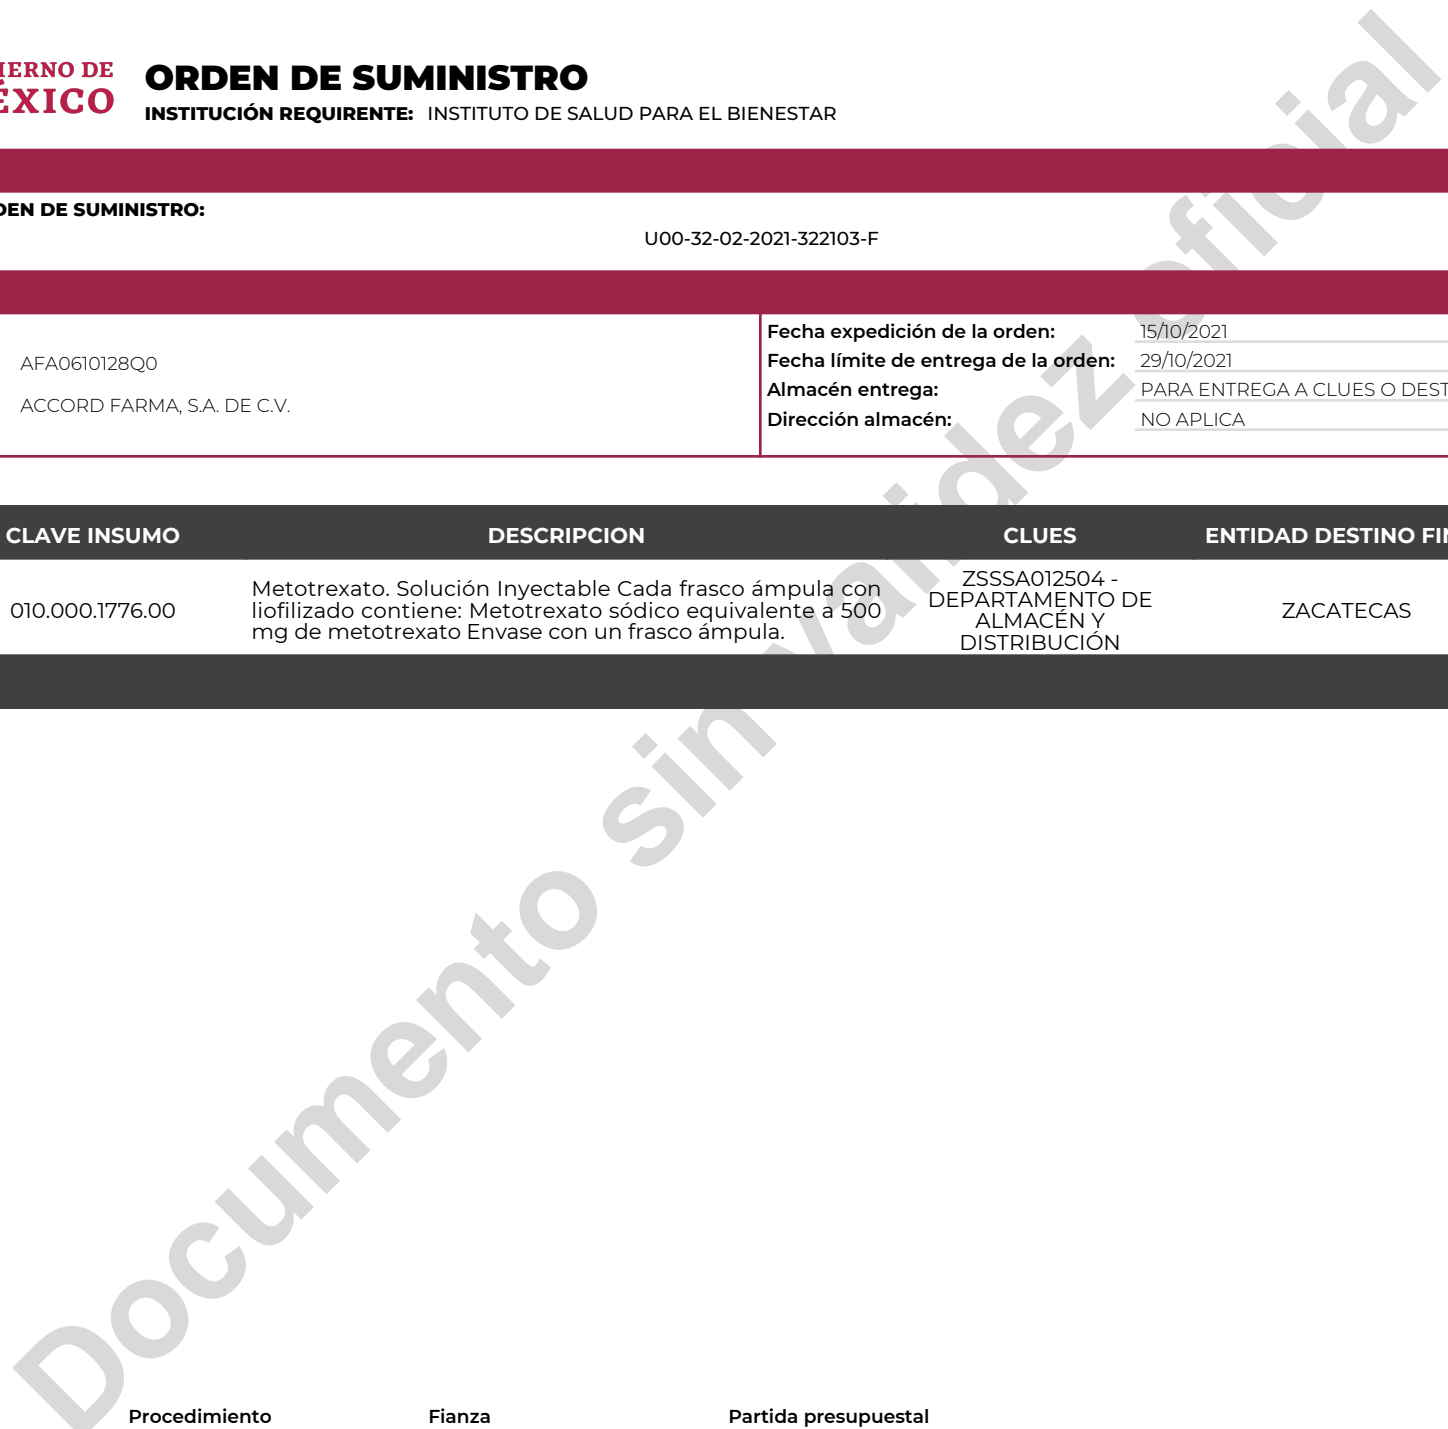 IERNO DE
ÉXICO
ORDEN DE SUMINISTRO
INSTITUCIÓN REQUIRENTE: INSTITUTO DE SALUD PARA EL BIENESTAR
DEN DE SUMINISTRO:
U00-32-02-2021-322103-F
AFA0610128Q0
ACCORD FARMA, S.A. DE C.V.
Fecha expedición de la orden: 15/10/2021
Fecha límite de entrega de la orden: 29/10/2021
Almacén entrega: PARA ENTREGA A CLUES O DEST
Dirección almacén: NO APLICA
CLAVE INSUMO DESCRIPCION CLUES ENTIDAD DESTINO FIN
010.000.1776.00
Metotrexato. Solución Inyectable Cada frasco ámpula con
liofilizado contiene: Metotrexato sódico equivalente a 500
mg de metotrexato Envase con un frasco ámpula.
ZSSSA012504 -
DEPARTAMENTO DE
ALMACÉN Y
DISTRIBUCIÓN
ZACATECAS
Documento sin validez oficial
Procedimiento Fianza Partida presupuestal